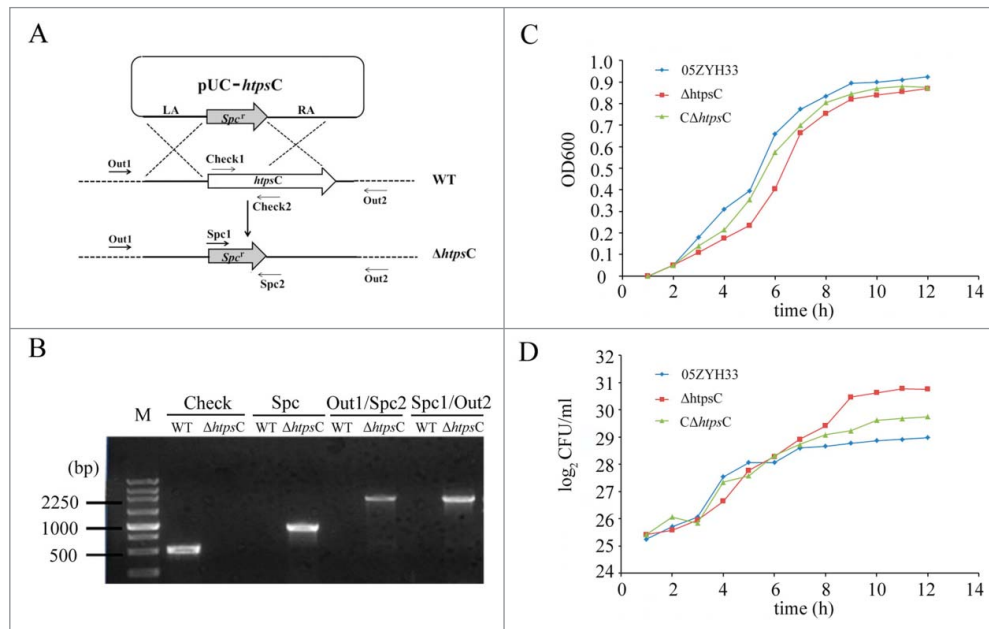 A
pUC-htpsC
LA
RA
Spcʳ
Out1
Check1
htpsC
WT
Check2
Out2
Out1
Spc1
Spcʳ
ΔhtpsC
Spc2
Out2
B
M
Check Spc Out1/Spc2 Spc1/Out2
WT ΔhtpsC WT ΔhtpsC WT ΔhtpsC WT ΔhtpsC
(bp)
2250
1000
500
C
05ZYH33
ΔhtpsC
CΔhtpsC
OD600
1.0
0.9
0.8
0.7
0.6
0.5
0.4
0.3
0.2
0.1
0
0 2 4 6 8 10 12 14
time (h)
D
05ZYH33
ΔhtpsC
CΔhtpsC
log₂ CFU/ml
32
31
30
29
28
27
26
25
24
0 2 4 6 8 10 12 14
time (h)